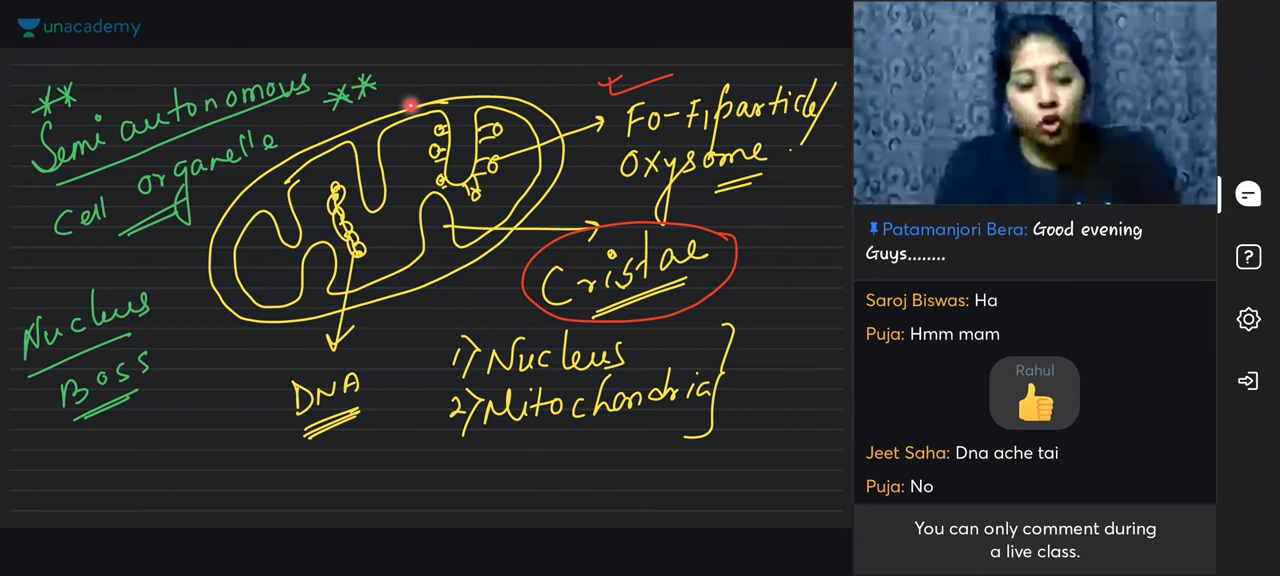 unacademy
** Semi autonomous **
Cell organelle
Nucleus
Boss
F0-F1 particle/
oxysome.
Cristae
DNA
1) Nucleus
2) Mitochondria
Patamanjori Bera: Good evening
Guys........
Saroj Biswas: Ha
Puja: Hmm mam
Rahul
Jeet Saha: Dna ache tai
Puja: No
You can only comment during
a live class.